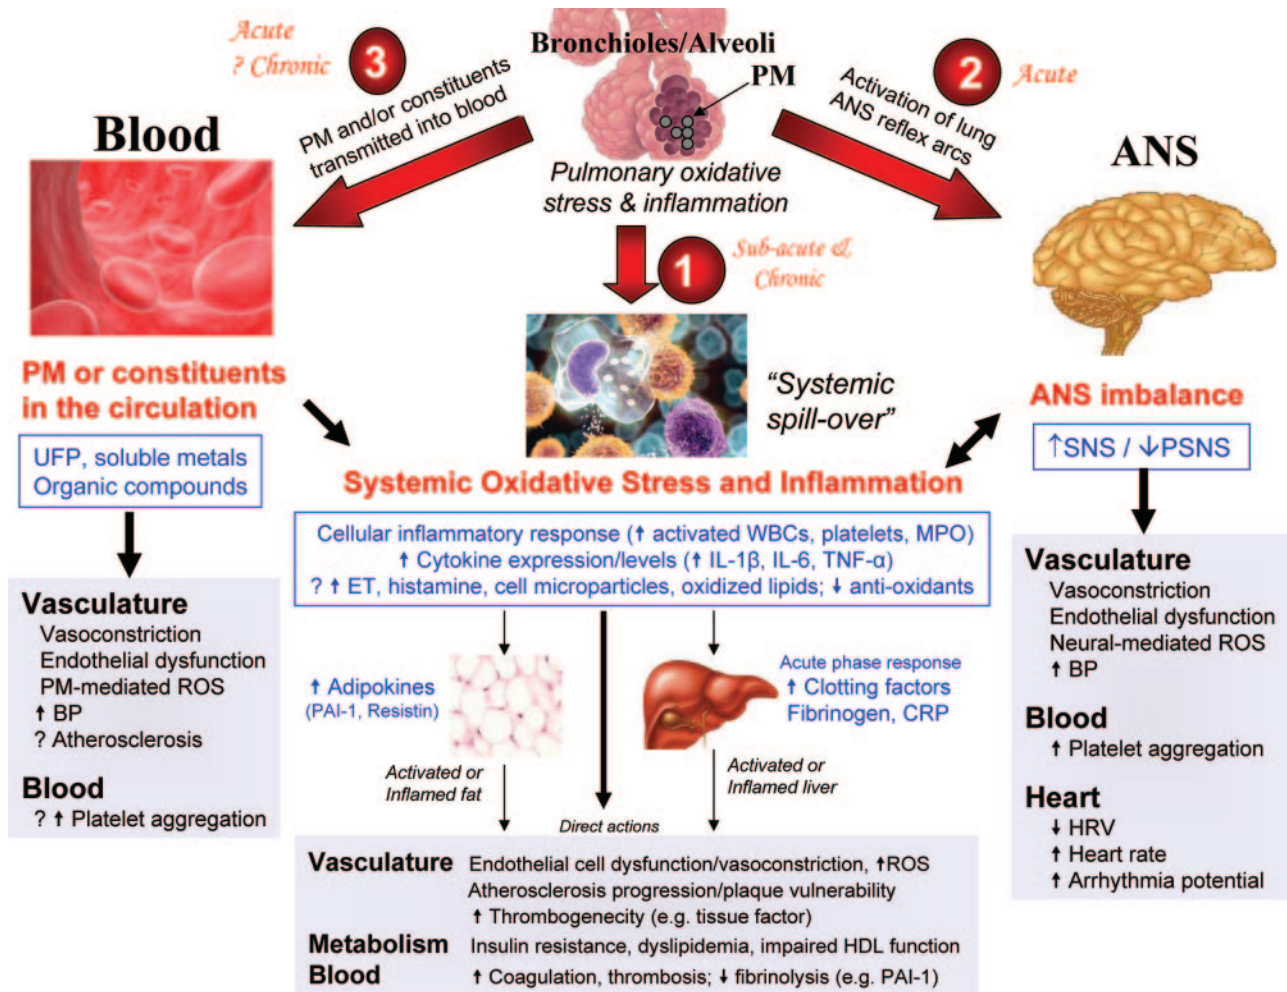 Acute
? Chronic
3
PM and/or constituents
transmitted into blood
Bronchioles/Alveoli
PM
2
Acute
Activation of lung
ANS reflex arcs
Blood
ANS
Pulmonary oxidative
stress & inflammation
1
Sub-acute &
Chronic
"Systemic
spill-over"
PM or constituents
in the circulation
UFP, soluble metals
Organic compounds
Vasculature
Vasoconstriction
Endothelial dysfunction
PM-mediated ROS
↑ BP
? Atherosclerosis
Blood
? ↑ Platelet aggregation
Systemic Oxidative Stress and Inflammation
Cellular inflammatory response (↑ activated WBCs, platelets, MPO)
↑ Cytokine expression/levels (↑ IL-1β, IL-6, TNF-α)
? ↑ ET, histamine, cell microparticles, oxidized lipids; ↓ anti-oxidants
↑ Adipokines
(PAI-1, Resistin)
Activated or
Inflamed fat
Acute phase response
↑ Clotting factors
Fibrinogen, CRP
Activated or
Inflamed liver
Direct actions
Vasculature Endothelial cell dysfunction/vasoconstriction, ↑ROS
Atherosclerosis progression/plaque vulnerability
↑ Thrombogenecity (e.g. tissue factor)
Metabolism Insulin resistance, dyslipidemia, impaired HDL function
Blood ↑ Coagulation, thrombosis; ↓ fibrinolysis (e.g. PAI-1)
ANS imbalance
↑SNS / ↓PSNS
Vasculature
Vasoconstriction
Endothelial dysfunction
Neural-mediated ROS
↑ BP
Blood
↑ Platelet aggregation
Heart
↓ HRV
↑ Heart rate
↑ Arrhythmia potential